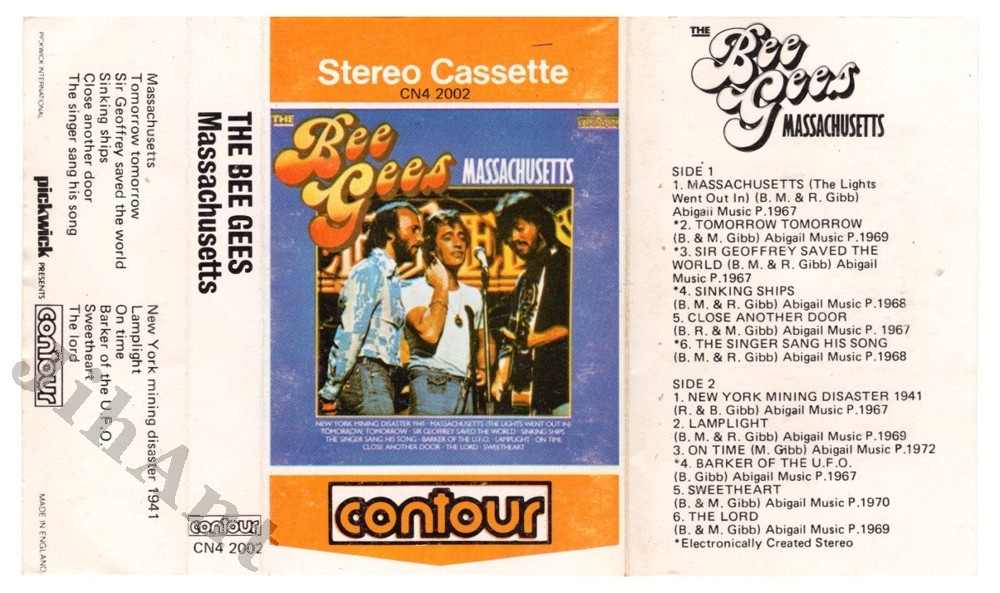 PICKWICK INTERNATIONAL
Massachusetts
Tomorrow tomorrow
Sir Geoffrey saved the world
Sinking ships
Close another door
The singer sang his song
pickwick PRESENTS contour
New York mining disaster 1941
Lamplight
On time
Barker of the U.F.O.
Sweetheart
The lord
MADE IN ENGLAND
JihAnt
THE BEE GEES
Massachusetts
contour
CN4 2002
Stereo Cassette
CN4 2002
THE
Bee
Gees
contour
MASSACHUSETTS
NEW YORK MINING DISASTER 1941 · MASSACHUSETTS (THE LIGHTS WENT OUT IN)
TOMORROW, TOMORROW · SIR GEOFFREY SAVED THE WORLD · SINKING SHIPS
THE SINGER SANG HIS SONG · BARKER OF THE U.F.O. · LAMPLIGHT · ON TIME
CLOSE ANOTHER DOOR · THE LORD · SWEETHEART
contour
THE
Bee
Gees
MASSACHUSETTS
SIDE 1
1. MASSACHUSETTS (The Lights
Went Out In) (B. M. & R. Gibb)
Abigail Music P.1967
*2. TOMORROW TOMORROW
(B. & M. Gibb) Abigail Music P.1969
*3. SIR GEOFFREY SAVED THE
WORLD (B. M. & R. Gibb) Abigail
Music P.1967
*4. SINKING SHIPS
(B. M. & R. Gibb) Abigail Music P.1968
5. CLOSE ANOTHER DOOR
(B. R. & M. Gibb) Abigail Music P. 1967
*6. THE SINGER SANG HIS SONG
(B. M. & R. Gibb) Abigail Music P.1968
SIDE 2
1. NEW YORK MINING DISASTER 1941
(R. & B. Gibb) Abigail Music P.1967
2. LAMPLIGHT
(B. M. & R. Gibb) Abigail Music P.1969
3. ON TIME (M. Gibb) Abigail Music P.1972
*4. BARKER OF THE U.F.O.
(B. Gibb) Abigail Music P.1967
5. SWEETHEART
(B. & M. Gibb) Abigail Music P.1970
6. THE LORD
(B. & M. Gibb) Abigail Music P.1969
*Electronically Created Stereo